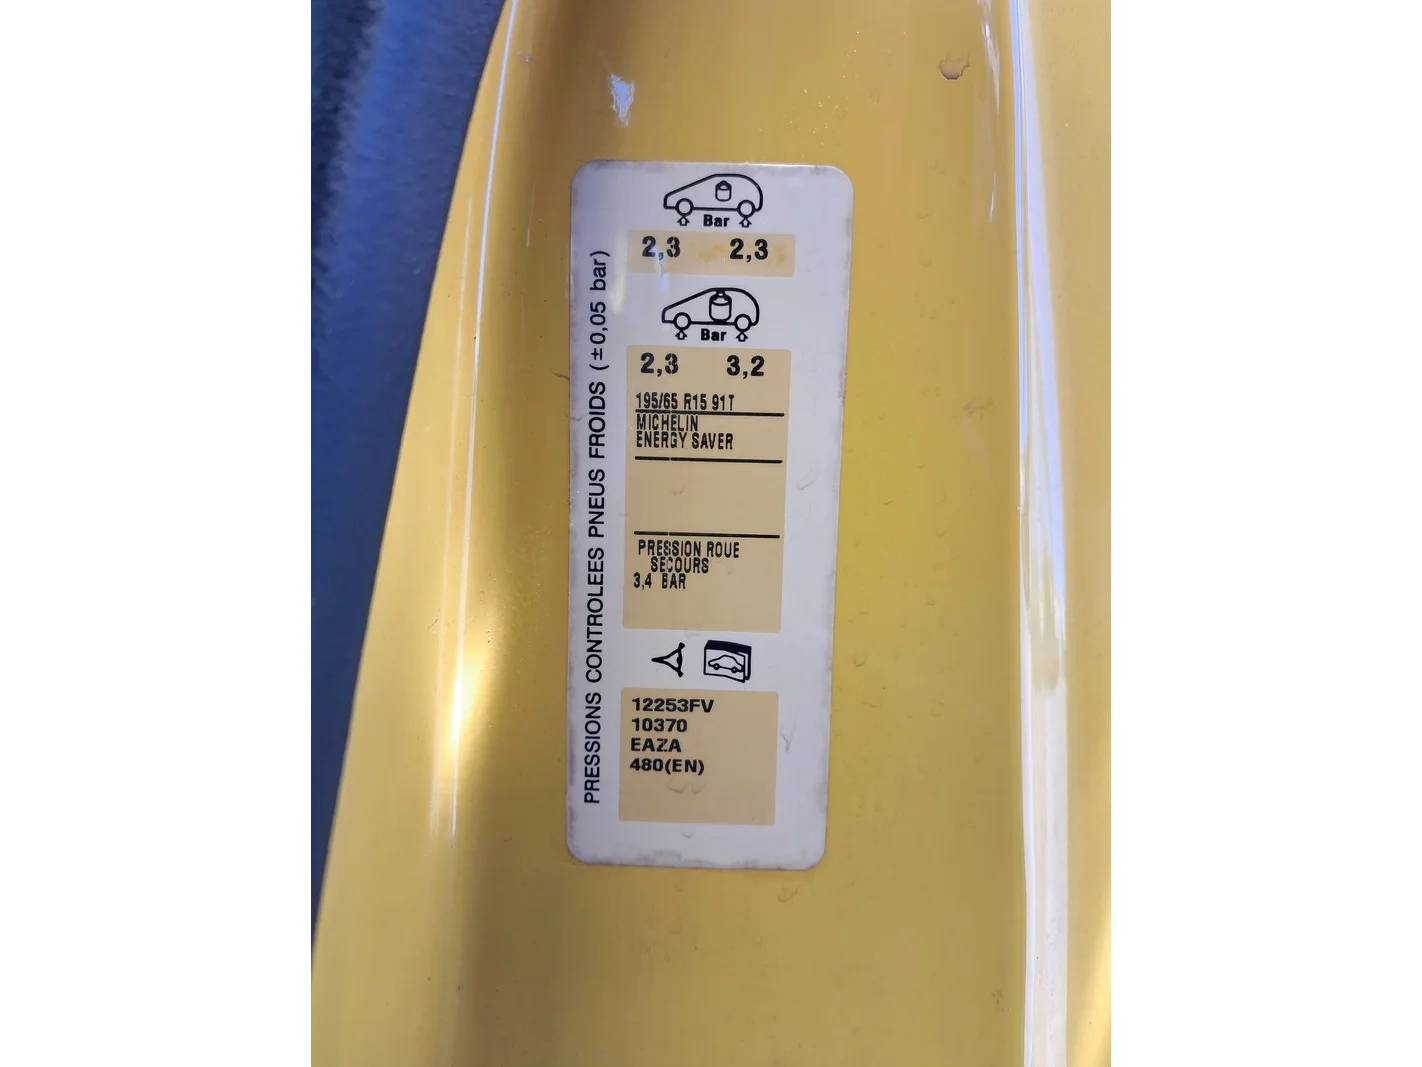 Bar
2,3 2,3
Bar
2,3 3,2
195/65 R15 91T
MICHELIN
ENERGY SAVER
PRESSION ROUE
SECOURS
3,4 BAR
12253FV
10370
EAZA
480(EN)
PRESSIONS CONTROLEES PNEUS FROIDS (±0,05 bar)